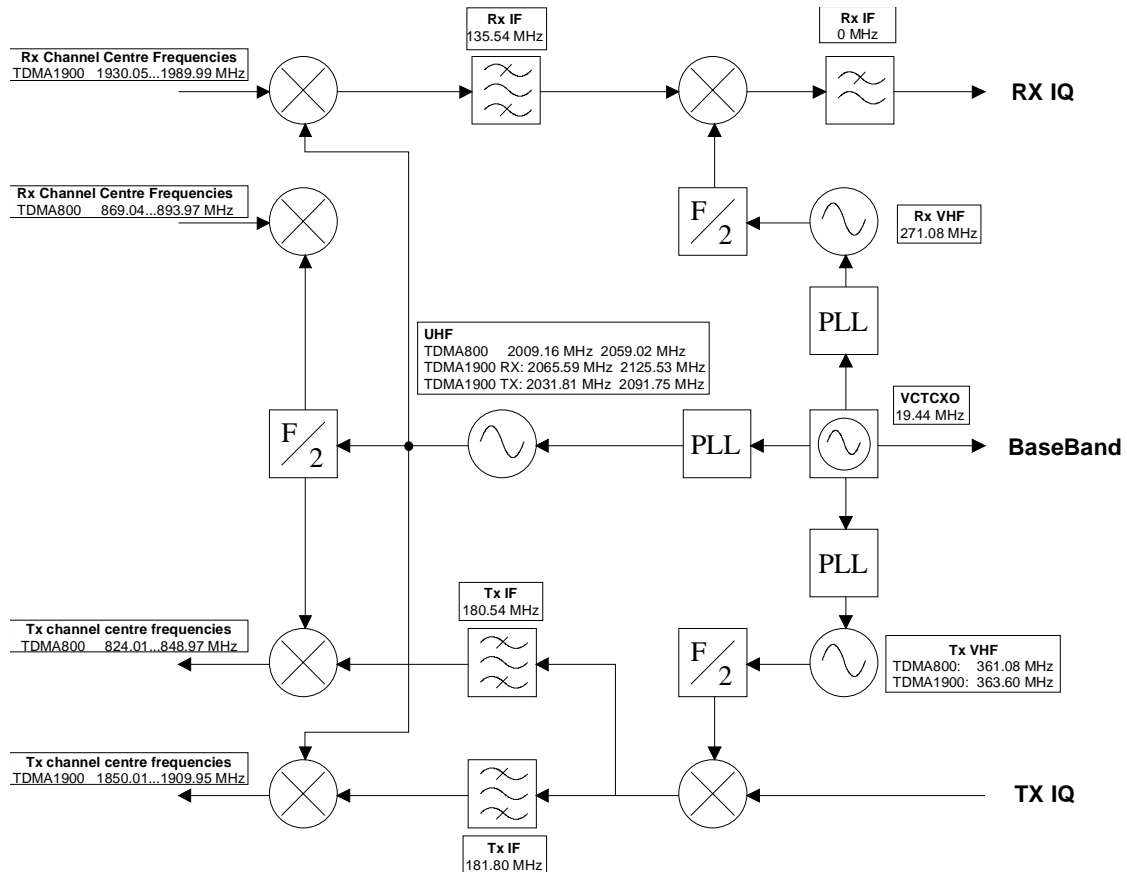 Rx IF
135.54 MHz
Rx IF
0 MHz
Rx Channel Centre Frequencies
TDMA1900 1930.05...1989.99 MHz
RX IQ
Rx Channel Centre Frequencies
TDMA800 869.04...893.97 MHz
F/2
Rx VHF
271.08 MHz
PLL
UHF
TDMA800 2009.16 MHz 2059.02 MHz
TDMA1900 RX: 2065.59 MHz 2125.53 MHz
TDMA1900 TX: 2031.81 MHz 2091.75 MHz
VCTCXO
19.44 MHz
F/2
PLL
BaseBand
PLL
Tx IF
180.54 MHz
Tx channel centre frequencies
TDMA800 824.01...848.97 MHz
F/2
Tx VHF
TDMA800: 361.08 MHz
TDMA1900: 363.60 MHz
Tx channel centre frequencies
TDMA1900 1850.01...1909.95 MHz
TX IQ
Tx IF
181.80 MHz